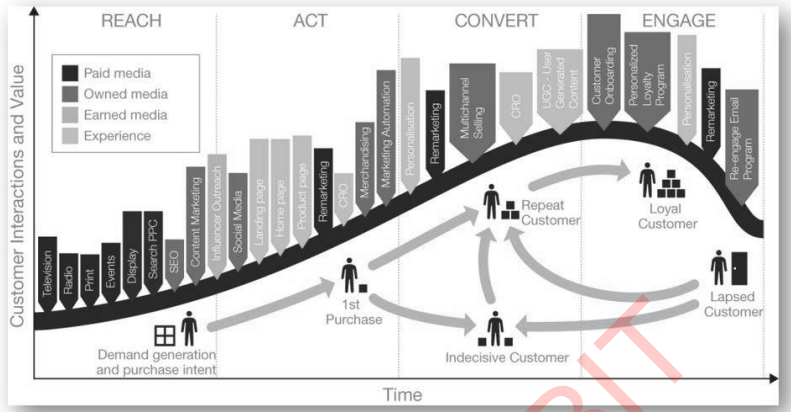 REACH
ACT
CONVERT
ENGAGE
Customer Interactions and Value
Paid media
Owned media
Earned media
Experience
Television
Radio
Print
Events
Display
Search PPC
SEO
Content Marketing
Influencer Outreach
Social Media
Landing page
Home page
Product page
Remarketing
CRO
Merchandising
Marketing Automation
Personalisation
Remarketing
Multichannel
Selling
CRO
UGC - User
Generated
Content
Customer
Onboarding
Personalized
Loyalty
Program
Personalisation
Remarketing
Re-engage Email
Program
Demand generation
and purchase intent
1st
Purchase
Repeat
Customer
Indecisive Customer
Loyal
Customer
Lapsed
Customer
Time